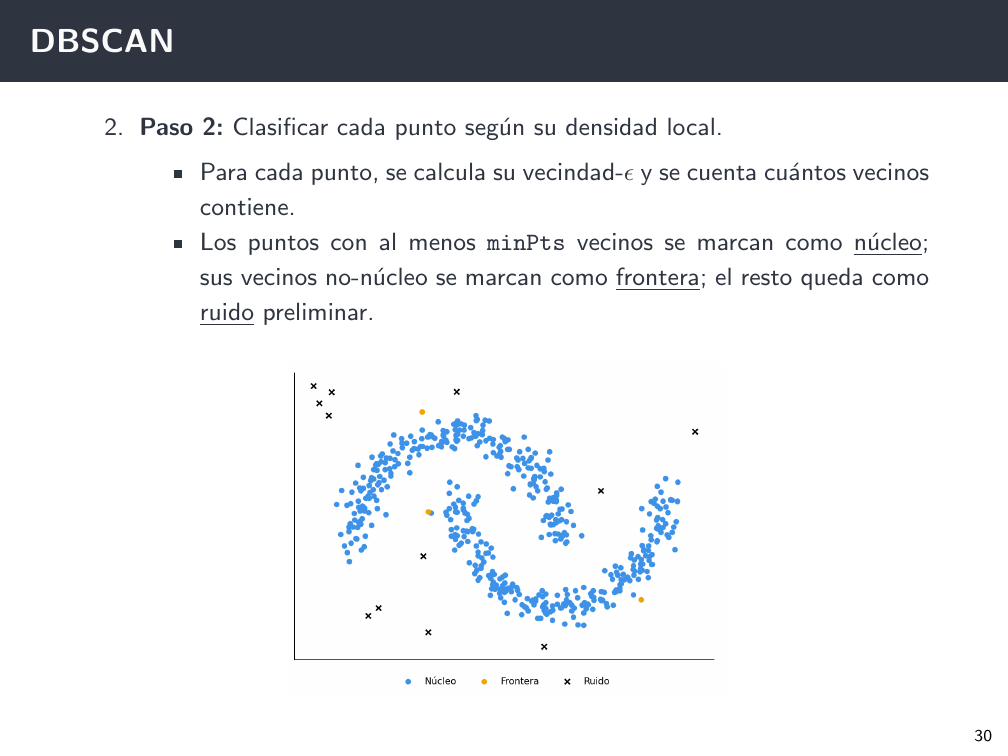 DBSCAN
2. Paso 2: Clasificar cada punto según su densidad local.
Para cada punto, se calcula su vecindad-ϵ y se cuenta cuántos vecinos
contiene.
Los puntos con al menos minPts vecinos se marcan como núcleo;
sus vecinos no-núcleo se marcan como frontera; el resto queda como
ruido preliminar.
Núcleo Frontera Ruido
30